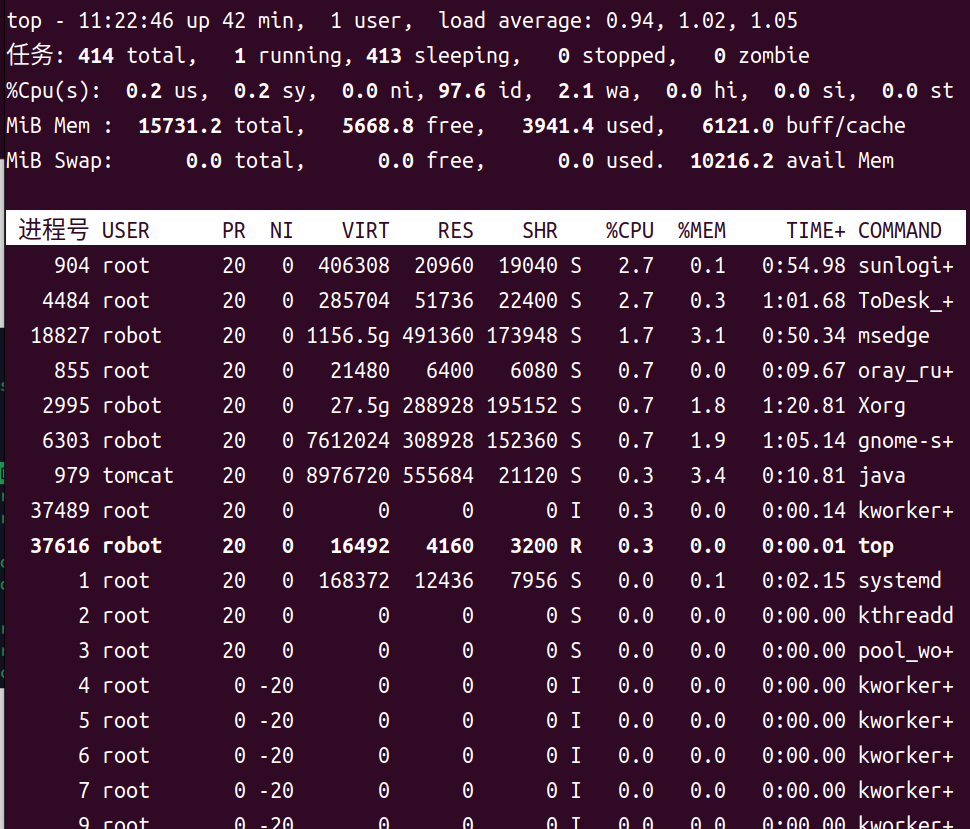 top - 11:22:46 up 42 min,  1 user,  load average: 0.94, 1.02, 1.05
任务: 414 total,   1 running, 413 sleeping,   0 stopped,   0 zombie
%Cpu(s):  0.2 us,  0.2 sy,  0.0 ni, 97.6 id,  2.1 wa,  0.0 hi,  0.0 si,  0.0 st
MiB Mem :  15731.2 total,   5668.8 free,   3941.4 used,   6121.0 buff/cache
MiB Swap:      0.0 total,      0.0 free,      0.0 used.  10216.2 avail Mem
进程号 USER      PR  NI    VIRT    RES    SHR    %CPU  %MEM     TIME+ COMMAND
904 root      20   0  406308  20960  19040 S   2.7   0.1   0:54.98 sunlogi+
4484 root      20   0  285704  51736  22400 S   2.7   0.3   1:01.68 ToDesk_+
18827 robot     20   0 1156.5g 491360 173948 S   1.7   3.1   0:50.34 msedge
855 root      20   0   21480   6400   6080 S   0.7   0.0   0:09.67 oray_ru+
2995 robot     20   0   27.5g 288928 195152 S   0.7   1.8   1:20.81 Xorg
6303 robot     20   0 7612024 308928 152360 S   0.7   1.9   1:05.14 gnome-s+
979 tomcat    20   0 8976720 555684  21120 S   0.3   3.4   0:10.81 java
37489 root      20   0       0      0      0 I   0.3   0.0   0:00.14 kworker+
37616 robot     20   0   16492   4160   3200 R   0.3   0.0   0:00.01 top
1 root      20   0  168372  12436   7956 S   0.0   0.1   0:02.15 systemd
2 root      20   0       0      0      0 S   0.0   0.0   0:00.00 kthreadd
3 root      20   0       0      0      0 S   0.0   0.0   0:00.00 pool_wo+
4 root       0 -20       0      0      0 I   0.0   0.0   0:00.00 kworker+
5 root       0 -20       0      0      0 I   0.0   0.0   0:00.00 kworker+
6 root       0 -20       0      0      0 I   0.0   0.0   0:00.00 kworker+
7 root       0 -20       0      0      0 I   0.0   0.0   0:00.00 kworker+
9 root       0 -20       0      0      0 I   0.0   0.0   0:00.00 kworker+